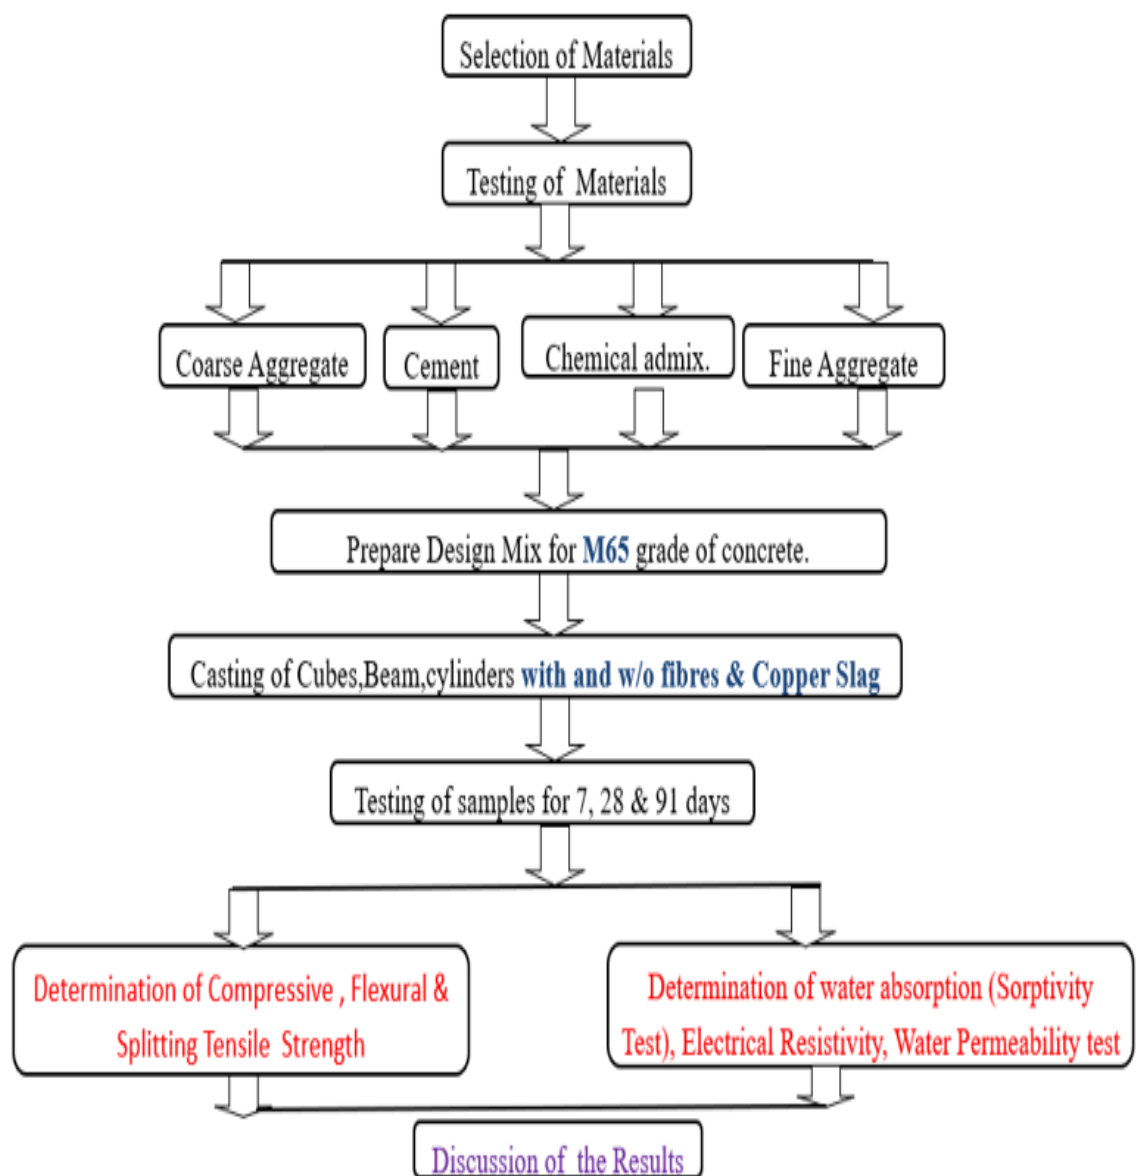 Selection of Materials
Testing of Materials
Coarse Aggregate
Cement
Chemical admix.
Fine Aggregate
Prepare Design Mix for M65 grade of concrete.
Casting of Cubes,Beam,cylinders with and w/o fibres & Copper Slag
Testing of samples for 7, 28 & 91 days
Determination of Compressive , Flexural &
Splitting Tensile Strength
Determination of water absorption (Sorptivity
Test), Electrical Resistivity, Water Permeability test
Discussion of the Results